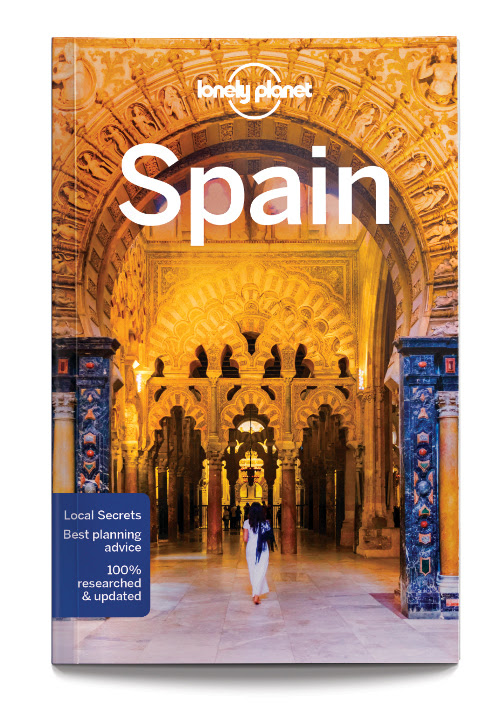 lonely planet
Spain
Local Secrets
Best planning
advice
100%
researched
& updated